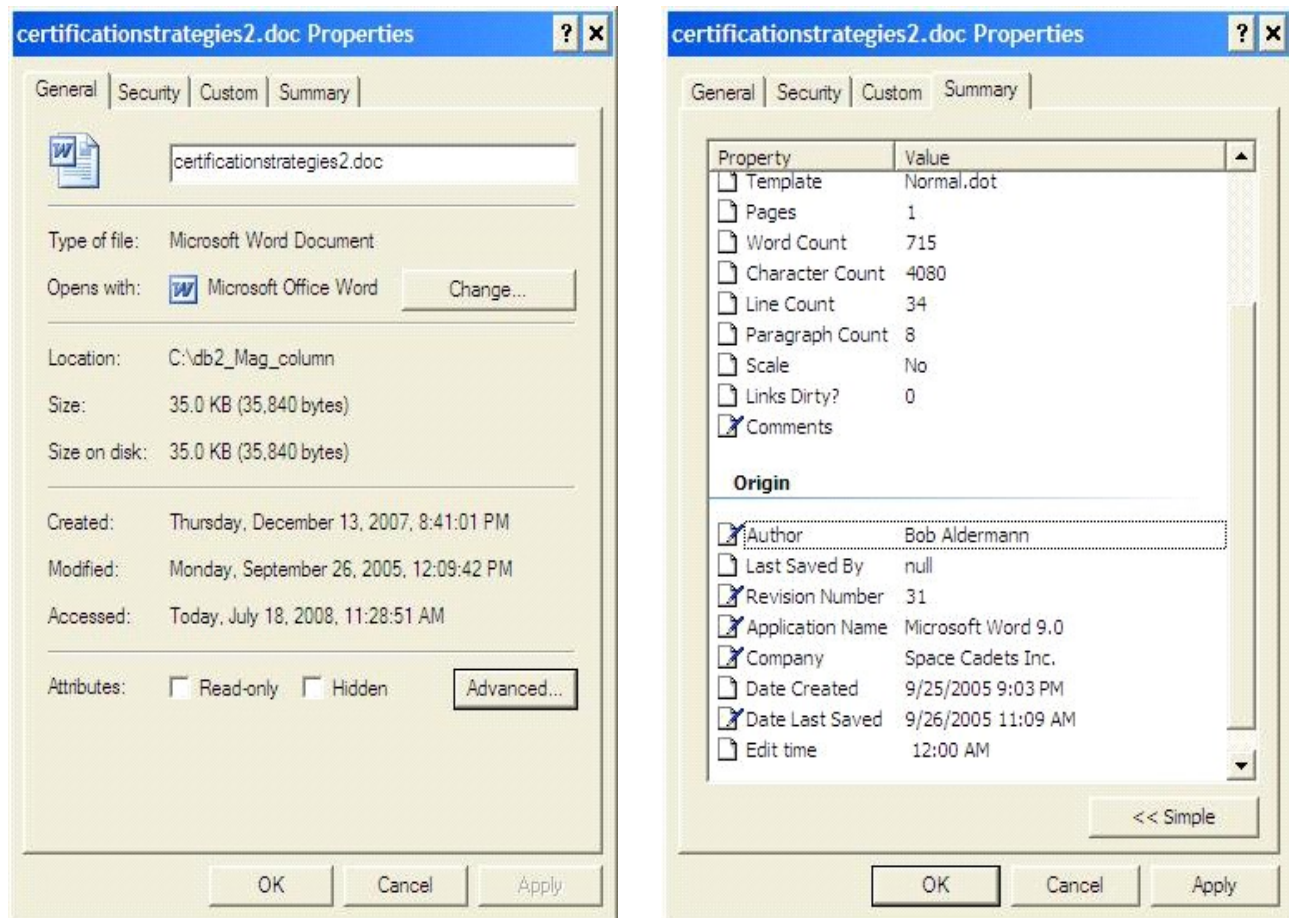 certificationstrategies2.doc Properties
General Security Custom Summary
certificationstrategies2.doc
Type of file: Microsoft Word Document
Opens with: Microsoft Office Word Change...
Location: C:\db2_Mag_column
Size: 35.0 KB (35,840 bytes)
Size on disk: 35.0 KB (35,840 bytes)
Created: Thursday, December 13, 2007, 8:41:01 PM
Modified: Monday, September 26, 2005, 12:09:42 PM
Accessed: Today, July 18, 2008, 11:28:51 AM
Attributes: Read-only Hidden Advanced...
OK Cancel Apply
certificationstrategies2.doc Properties
General Security Custom Summary
Property Value
Template Normal.dot
Pages 1
Word Count 715
Character Count 4080
Line Count 34
Paragraph Count 8
Scale No
Links Dirty? 0
Comments
Origin
Author Bob Aldermann
Last Saved By null
Revision Number 31
Application Name Microsoft Word 9.0
Company Space Cadets Inc.
Date Created 9/25/2005 9:03 PM
Date Last Saved 9/26/2005 11:09 AM
Edit time 12:00 AM
<< Simple
OK Cancel Apply